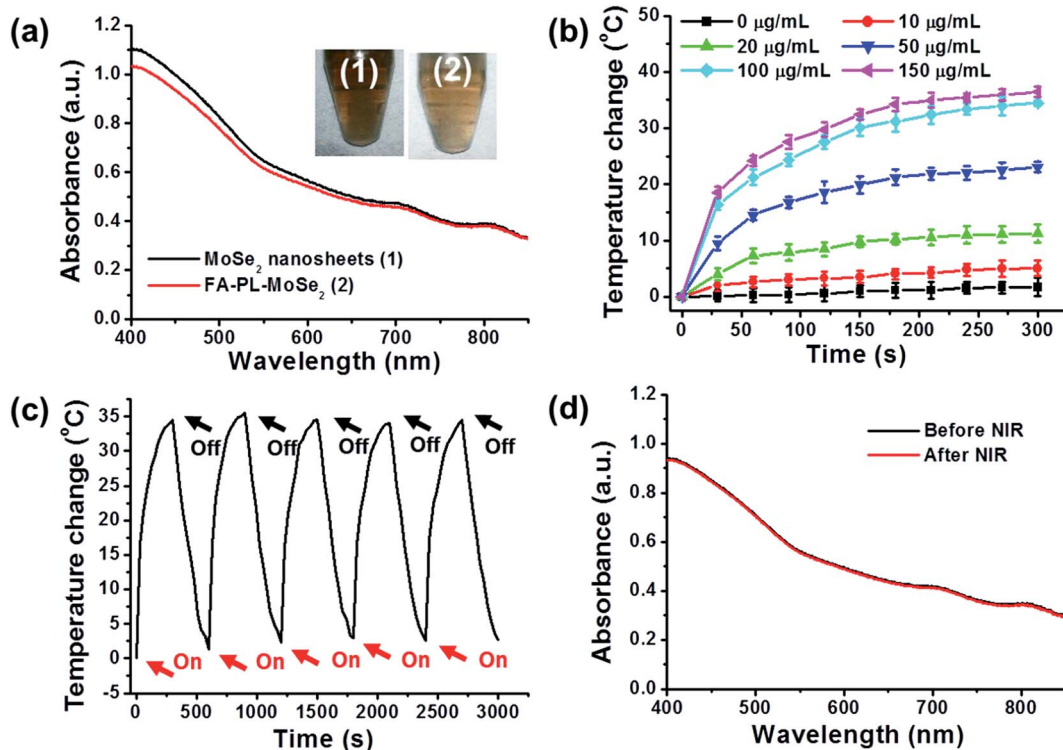 (a)
Absorbance (a.u.)
1.2
1.0
0.8
0.6
0.4
0.2
0.0
(1)
(2)
MoSe₂ nanosheets (1)
FA-PL-MoSe₂ (2)
400 500 600 700 800
Wavelength (nm)
(b)
Temperature change (°C)
50
40
30
20
10
0
0 μg/mL 10 μg/mL
20 μg/mL 50 μg/mL
100 μg/mL 150 μg/mL
0 50 100 150 200 250 300
Time (s)
(c)
Temperature change (°C)
35
30
25
20
15
10
5
0
-5
Off Off Off Off Off
On On On On On
0 500 1000 1500 2000 2500 3000
Time (s)
(d)
Absorbance (a.u.)
1.2
1.0
0.8
0.6
0.4
0.2
0.0
Before NIR
After NIR
400 500 600 700 800
Wavelength (nm)